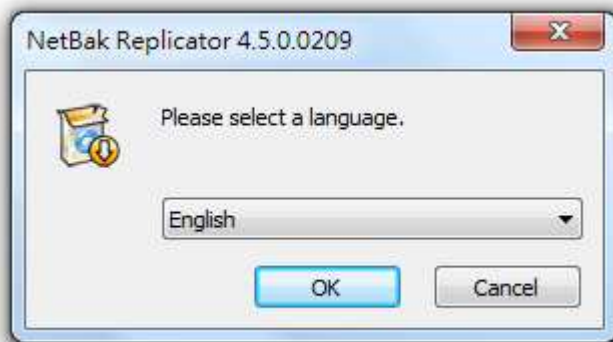 NetBak Replicator 4.5.0.0209
Please select a language.
English
OK
Cancel